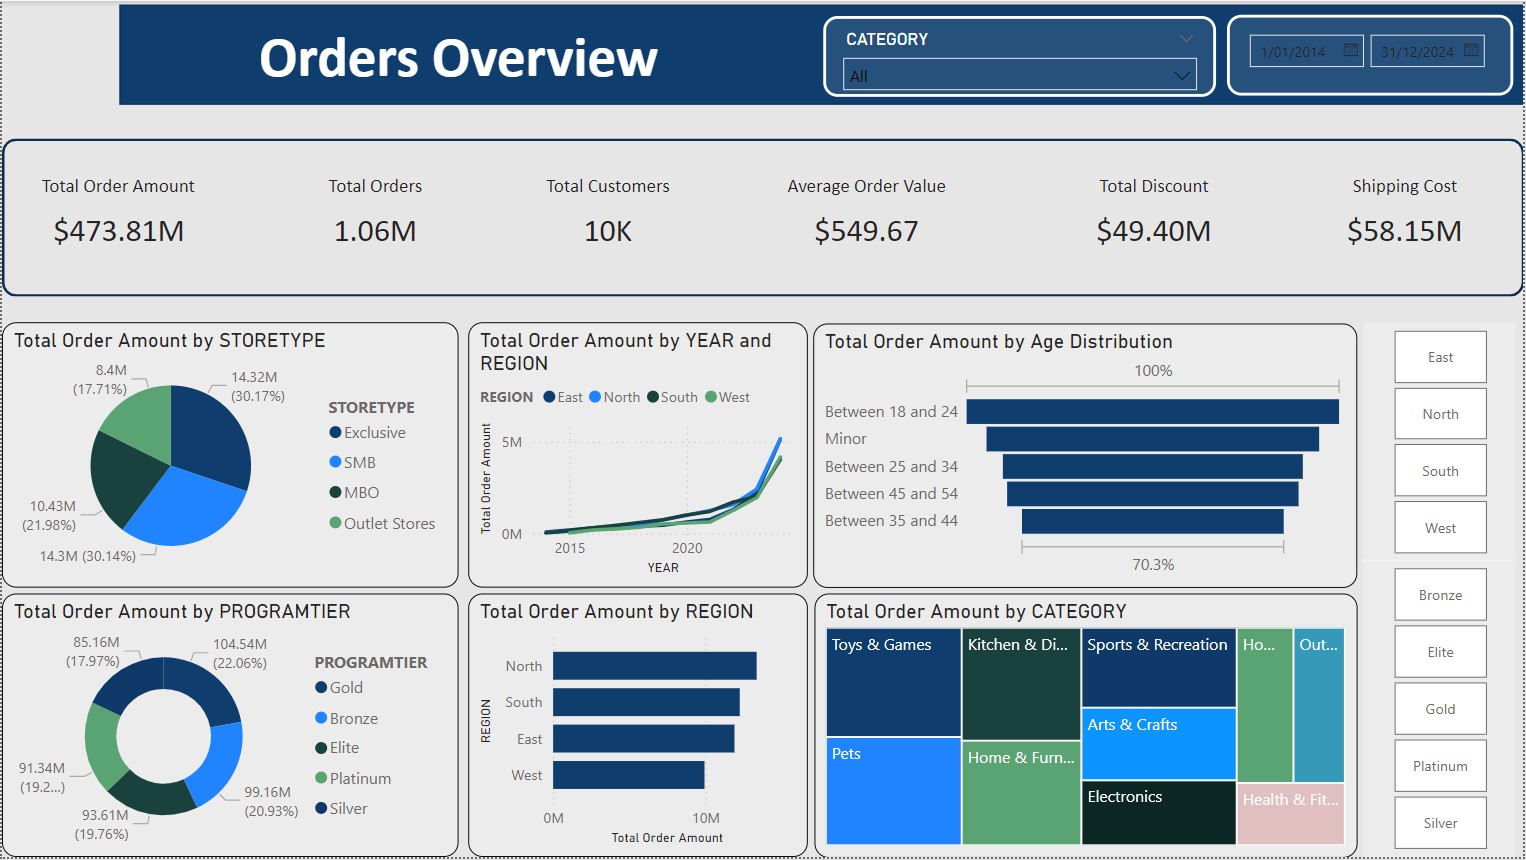 Orders Overview
CATEGORY
All
1/01/2014
31/12/2024
Total Order Amount
$473.81M
Total Orders
1.06M
Total Customers
10K
Average Order Value
$549.67
Total Discount
$49.40M
Shipping Cost
$58.15M
Total Order Amount by STORETYPE
8.4M
(17.71%)
14.32M
(30.17%)
10.43M
(21.98%)
14.3M (30.14%)
STORETYPE
Exclusive
SMB
MBO
Outlet Stores
Total Order Amount by YEAR and
REGION
REGION East North South West
Total Order Amount
5M
0M
2015 2020
YEAR
Total Order Amount by Age Distribution
100%
Between 18 and 24
Minor
Between 25 and 34
Between 45 and 54
Between 35 and 44
70.3%
East
North
South
West
Total Order Amount by PROGRAMTIER
85.16M
(17.97%)
104.54M
(22.06%)
91.34M
(19.2...)
93.61M
(19.76%)
99.16M
(20.93%)
PROGRAMTIER
Gold
Bronze
Elite
Platinum
Silver
Total Order Amount by REGION
REGION
North
South
East
West
0M 10M
Total Order Amount
Total Order Amount by CATEGORY
Toys & Games
Pets
Kitchen & Di...
Home & Furn...
Sports & Recreation
Arts & Crafts
Electronics
Ho...
Out...
Health & Fit...
Bronze
Elite
Gold
Platinum
Silver